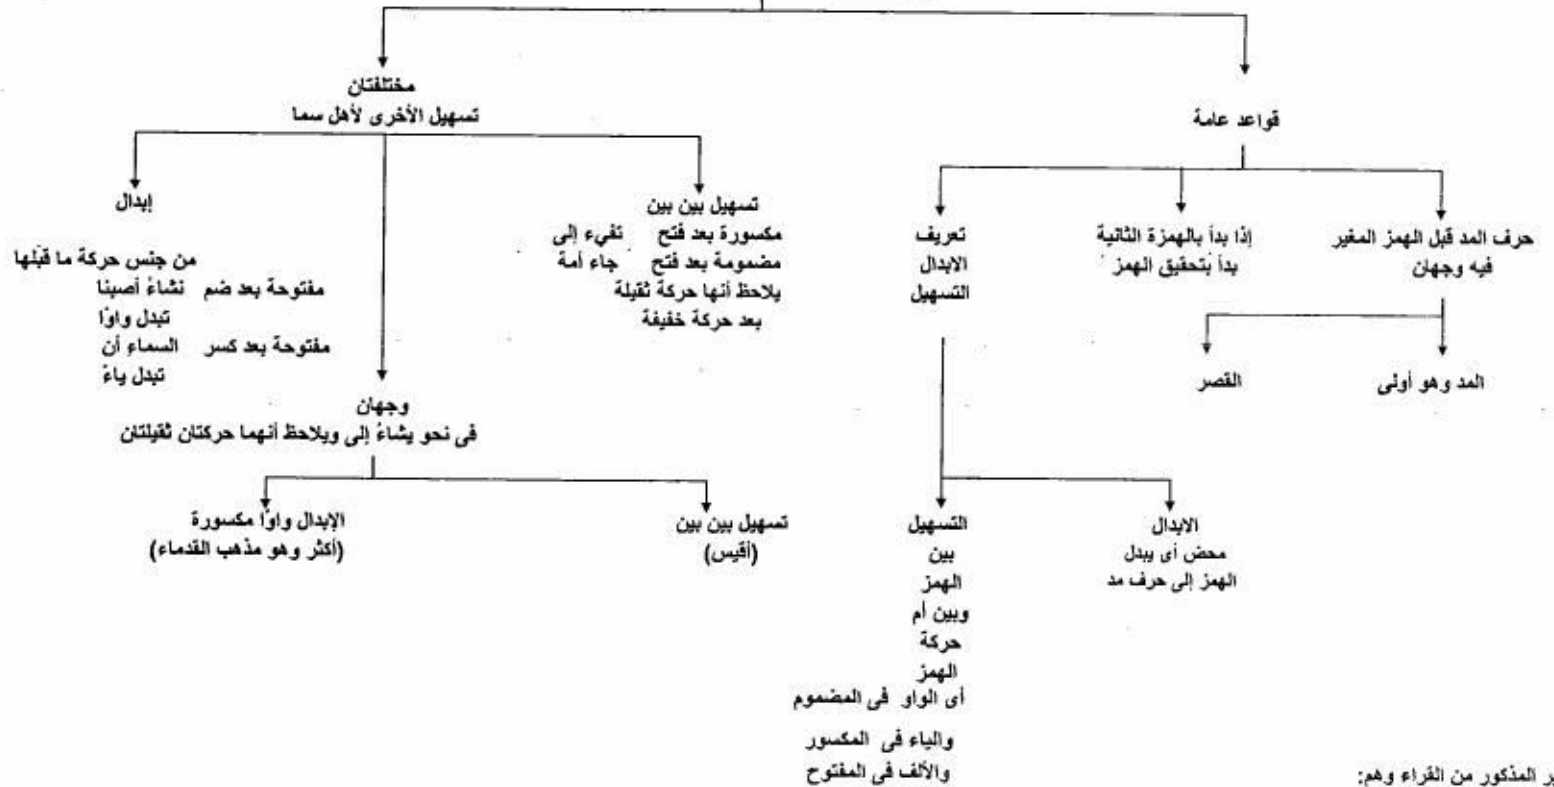 قواعد عامة
حرف المد قبل الهمز المغير
فيه وجهان
المد وهو أولى
القصر
إذا بدأ بالهمزة الثانية
بدأ بتحقيق الهمز
تعريف
الابدال
التسهيل
الابدال
محض أى يبدل
الهمز إلى حرف مد
التسهيل
بين
الهمز
وبين أم
حركة
الهمز
أى الواو فى المضموم
والياء فى المكسور
والألف فى المفتوح
مختلفتان
تسهيل الأخرى لأهل سما
تسهيل بين بين
مكسورة بعد فتح تفيء إلى
مضمومة بعد فتح جاء أمة
يلاحظ أنها حركة ثقيلة
بعد حركة خفيفة
وجهان
فى نحو يشاءُ إلى ويلاحظ أنهما حركتان ثقيلتان
تسهيل بين بين
(أقيس)
الإبدال واوًا مكسورة
(أكثر وهو مذهب القدماء)
إبدال
من جنس حركة ما قبلها
مفتوحة بعد ضم نشاءُ أصبنا
تبدل واوًا
مفتوحة بعد كسر السماءِ أن
تبدل ياءً
المذكور من القراء وهم: